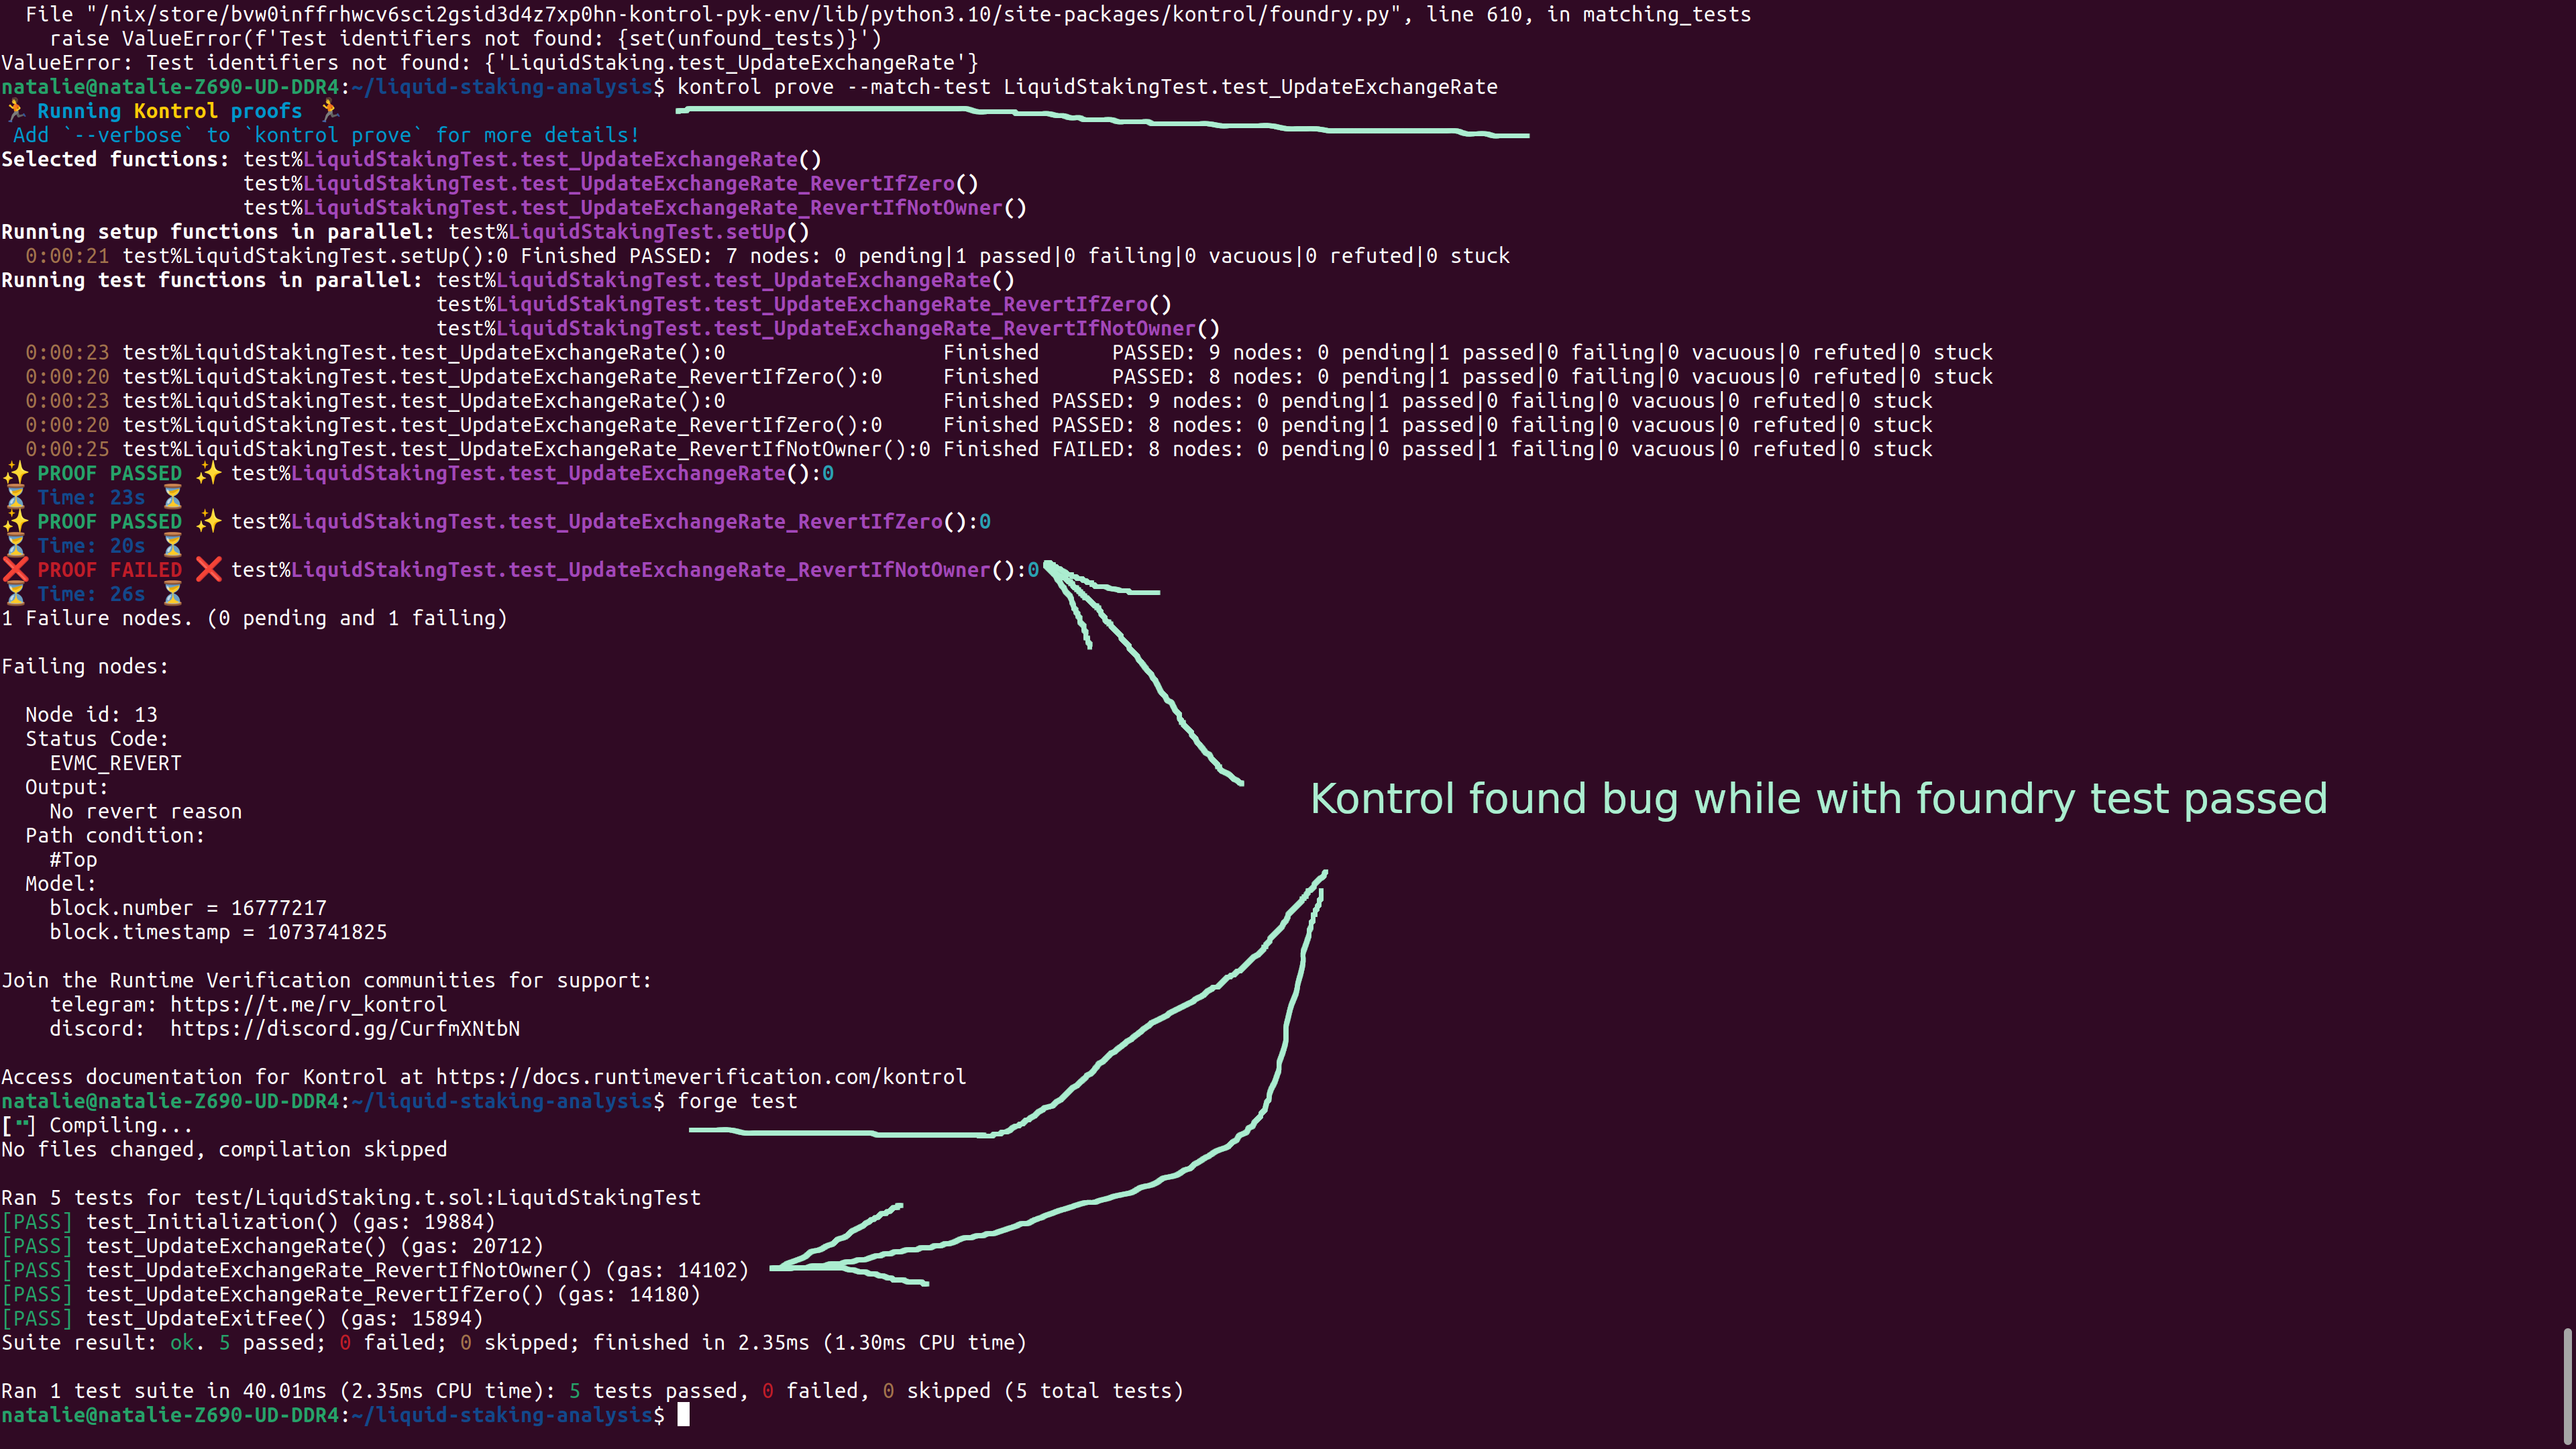 File "/nix/store/bvw0inffrhwcv6sci2gsid3d4z7xp0hn-kontrol-pyk-env/lib/python3.10/site-packages/kontrol/foundry.py", line 610, in matching_tests
raise ValueError(f'Test identifiers not found: {set(unfound_tests)}')
ValueError: Test identifiers not found: {'LiquidStaking.test_UpdateExchangeRate'}
natalie@natalie-Z690-UD-DDR4:~/liquid-staking-analysis$ kontrol prove --match-test LiquidStakingTest.test_UpdateExchangeRate
🏃 Running Kontrol proofs 🏃
Add `--verbose` to `kontrol prove` for more details!
Selected functions: test%LiquidStakingTest.test_UpdateExchangeRate()
test%LiquidStakingTest.test_UpdateExchangeRate_RevertIfZero()
test%LiquidStakingTest.test_UpdateExchangeRate_RevertIfNotOwner()
Running setup functions in parallel: test%LiquidStakingTest.setUp()
0:00:21 test%LiquidStakingTest.setUp():0 Finished PASSED: 7 nodes: 0 pending|1 passed|0 failing|0 vacuous|0 refuted|0 stuck
Running test functions in parallel: test%LiquidStakingTest.test_UpdateExchangeRate()
test%LiquidStakingTest.test_UpdateExchangeRate_RevertIfZero()
test%LiquidStakingTest.test_UpdateExchangeRate_RevertIfNotOwner()
0:00:23 test%LiquidStakingTest.test_UpdateExchangeRate():0 Finished PASSED: 9 nodes: 0 pending|1 passed|0 failing|0 vacuous|0 refuted|0 stuck
0:00:20 test%LiquidStakingTest.test_UpdateExchangeRate_RevertIfZero():0 Finished PASSED: 8 nodes: 0 pending|1 passed|0 failing|0 vacuous|0 refuted|0 stuck
0:00:23 test%LiquidStakingTest.test_UpdateExchangeRate():0 Finished PASSED: 9 nodes: 0 pending|1 passed|0 failing|0 vacuous|0 refuted|0 stuck
0:00:20 test%LiquidStakingTest.test_UpdateExchangeRate_RevertIfZero():0 Finished PASSED: 8 nodes: 0 pending|1 passed|0 failing|0 vacuous|0 refuted|0 stuck
0:00:25 test%LiquidStakingTest.test_UpdateExchangeRate_RevertIfNotOwner():0 Finished FAILED: 8 nodes: 0 pending|0 passed|1 failing|0 vacuous|0 refuted|0 stuck
✨ PROOF PASSED ✨ test%LiquidStakingTest.test_UpdateExchangeRate():0
⏳ Time: 23s ⏳
✨ PROOF PASSED ✨ test%LiquidStakingTest.test_UpdateExchangeRate_RevertIfZero():0
⏳ Time: 20s ⏳
❌ PROOF FAILED ❌ test%LiquidStakingTest.test_UpdateExchangeRate_RevertIfNotOwner():0
⏳ Time: 26s ⏳
1 Failure nodes. (0 pending and 1 failing)
Failing nodes:
Node id: 13
Status Code:
EVMC_REVERT
Output:
Kontrol found bug while with foundry test passed
No revert reason
Path condition:
#Top
Model:
block.number = 16777217
block.timestamp = 1073741825
Join the Runtime Verification communities for support:
telegram: https://t.me/rv_kontrol
discord: https://discord.gg/CurfmXNtbN
Access documentation for Kontrol at https://docs.runtimeverification.com/kontrol
natalie@natalie-Z690-UD-DDR4:~/liquid-staking-analysis$ forge test
[⠉] Compiling...
No files changed, compilation skipped
Ran 5 tests for test/LiquidStaking.t.sol:LiquidStakingTest
[PASS] test_Initialization() (gas: 19884)
[PASS] test_UpdateExchangeRate() (gas: 20712)
[PASS] test_UpdateExchangeRate_RevertIfNotOwner() (gas: 14102)
[PASS] test_UpdateExchangeRate_RevertIfZero() (gas: 14180)
[PASS] test_UpdateExitFee() (gas: 15894)
Suite result: ok. 5 passed; 0 failed; 0 skipped; finished in 2.35ms (1.30ms CPU time)
Ran 1 test suite in 40.01ms (2.35ms CPU time): 5 tests passed, 0 failed, 0 skipped (5 total tests)
natalie@natalie-Z690-UD-DDR4:~/liquid-staking-analysis$